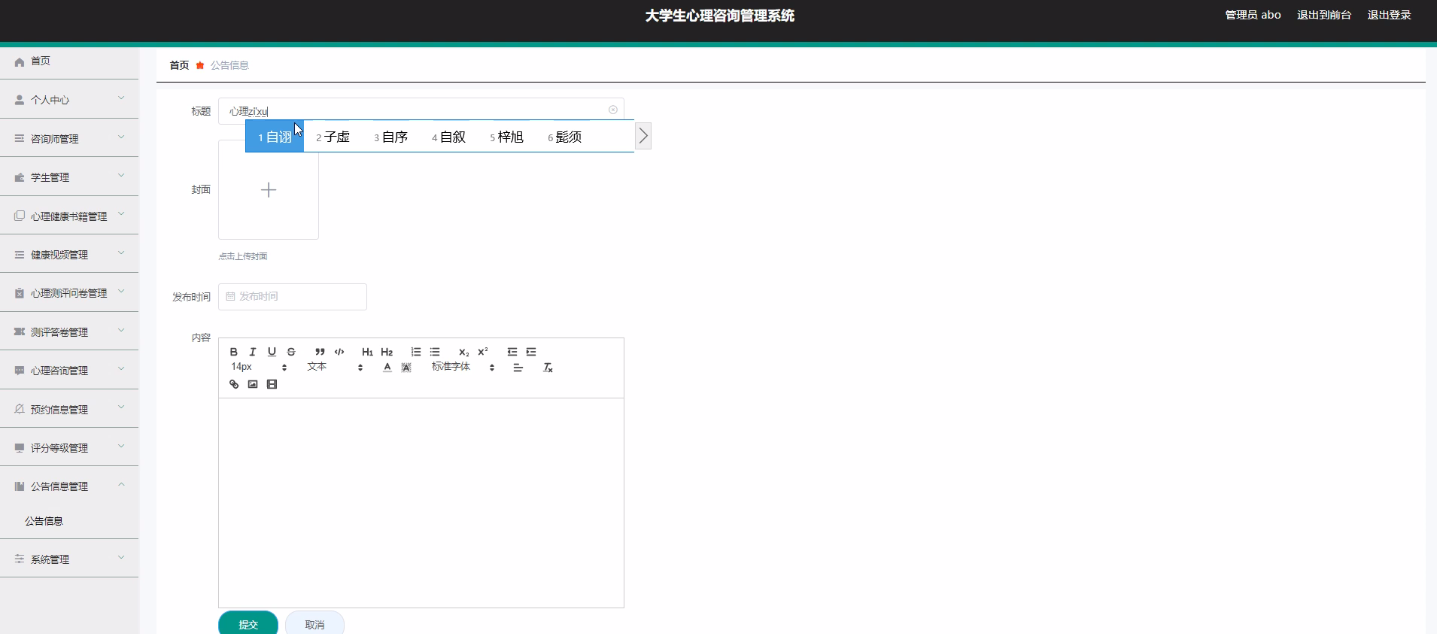 大学生心理咨询管理系统
管理员 abo 退出到前台 退出登录
首页
个人中心
咨询师管理
学生管理
心理健康书籍管理
健康视频管理
心理测评问卷管理
测评答卷管理
心理咨询管理
预约信息管理
评分等级管理
公告信息管理
公告信息
系统管理
首页 公告信息
标题 心理zi'xu
1 自诩 2 子虚 3 自序 4 自叙 5 梓旭 6 髭须
封面
点击上传封面
发布时间 发布时间
内容
B I U S H1 H2 X2 X2
14px 文本 A A 标准字体 Tx
提交 取消